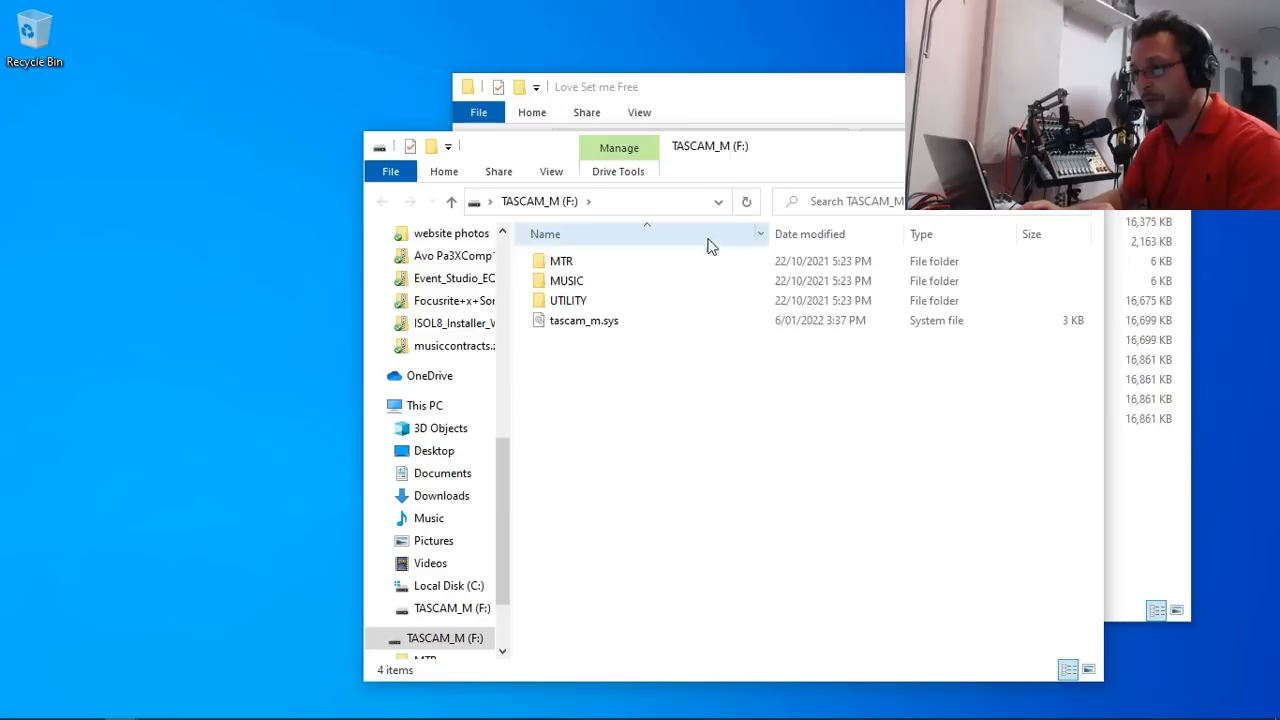 Recycle Bin
Love Set me Free
File Home Share View
Manage TASCAM_M (F:)
File Home Share View Drive Tools
TASCAM_M (F:) Search TASCAM_M
Name Date modified Type Size
website photos
Avo Pa3XComp
Event_Studio_EQ
Focusrite+x+Sor
ISOL8_Installer_W
musiccontracts.z
OneDrive
This PC
3D Objects
Desktop
Documents
Downloads
Music
Pictures
Videos
Local Disk (C:)
TASCAM_M (F:)
TASCAM_M (F:)
MTR
MTR 22/10/2021 5:23 PM File folder
MUSIC 22/10/2021 5:23 PM File folder
UTILITY 22/10/2021 5:23 PM File folder
tascam_m.sys 6/01/2022 3:37 PM System file 3 KB
16,375 KB
2,163 KB
6 KB
6 KB
16,675 KB
16,699 KB
16,699 KB
16,861 KB
16,861 KB
16,861 KB
16,861 KB
4 items